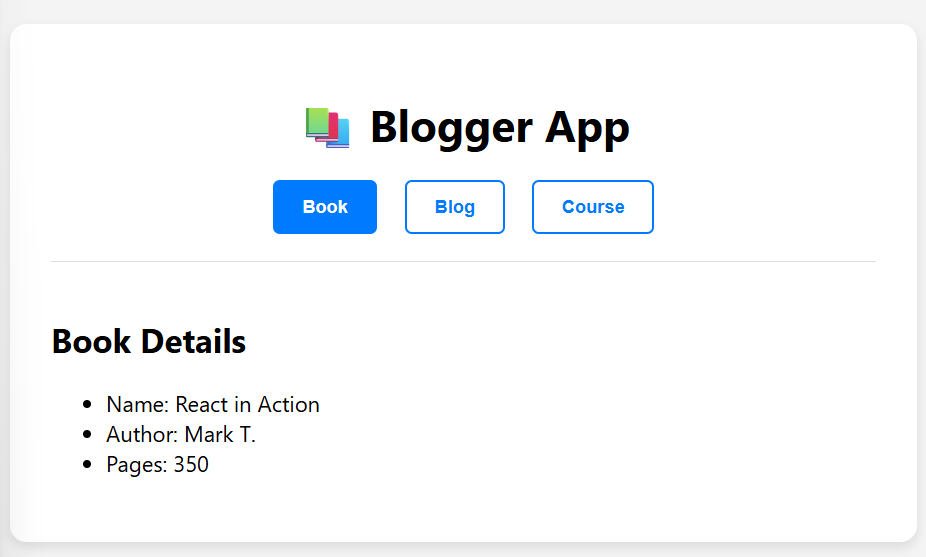 Blogger App
Book Blog Course
Book Details
• Name: React in Action
• Author: Mark T.
• Pages: 350